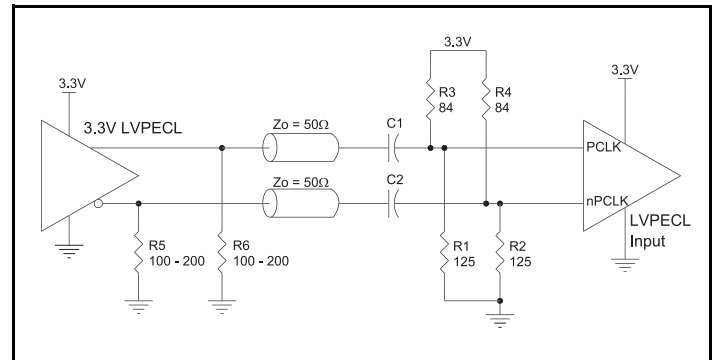 3.3V
3.3V
3.3V
3.3V LVPECL
R3
84
R4
84
Zo = 50Ω
C1
PCLK
Zo = 50Ω
C2
nPCLK
LVPECL
Input
R5
100 - 200
R6
100 - 200
R1
125
R2
125